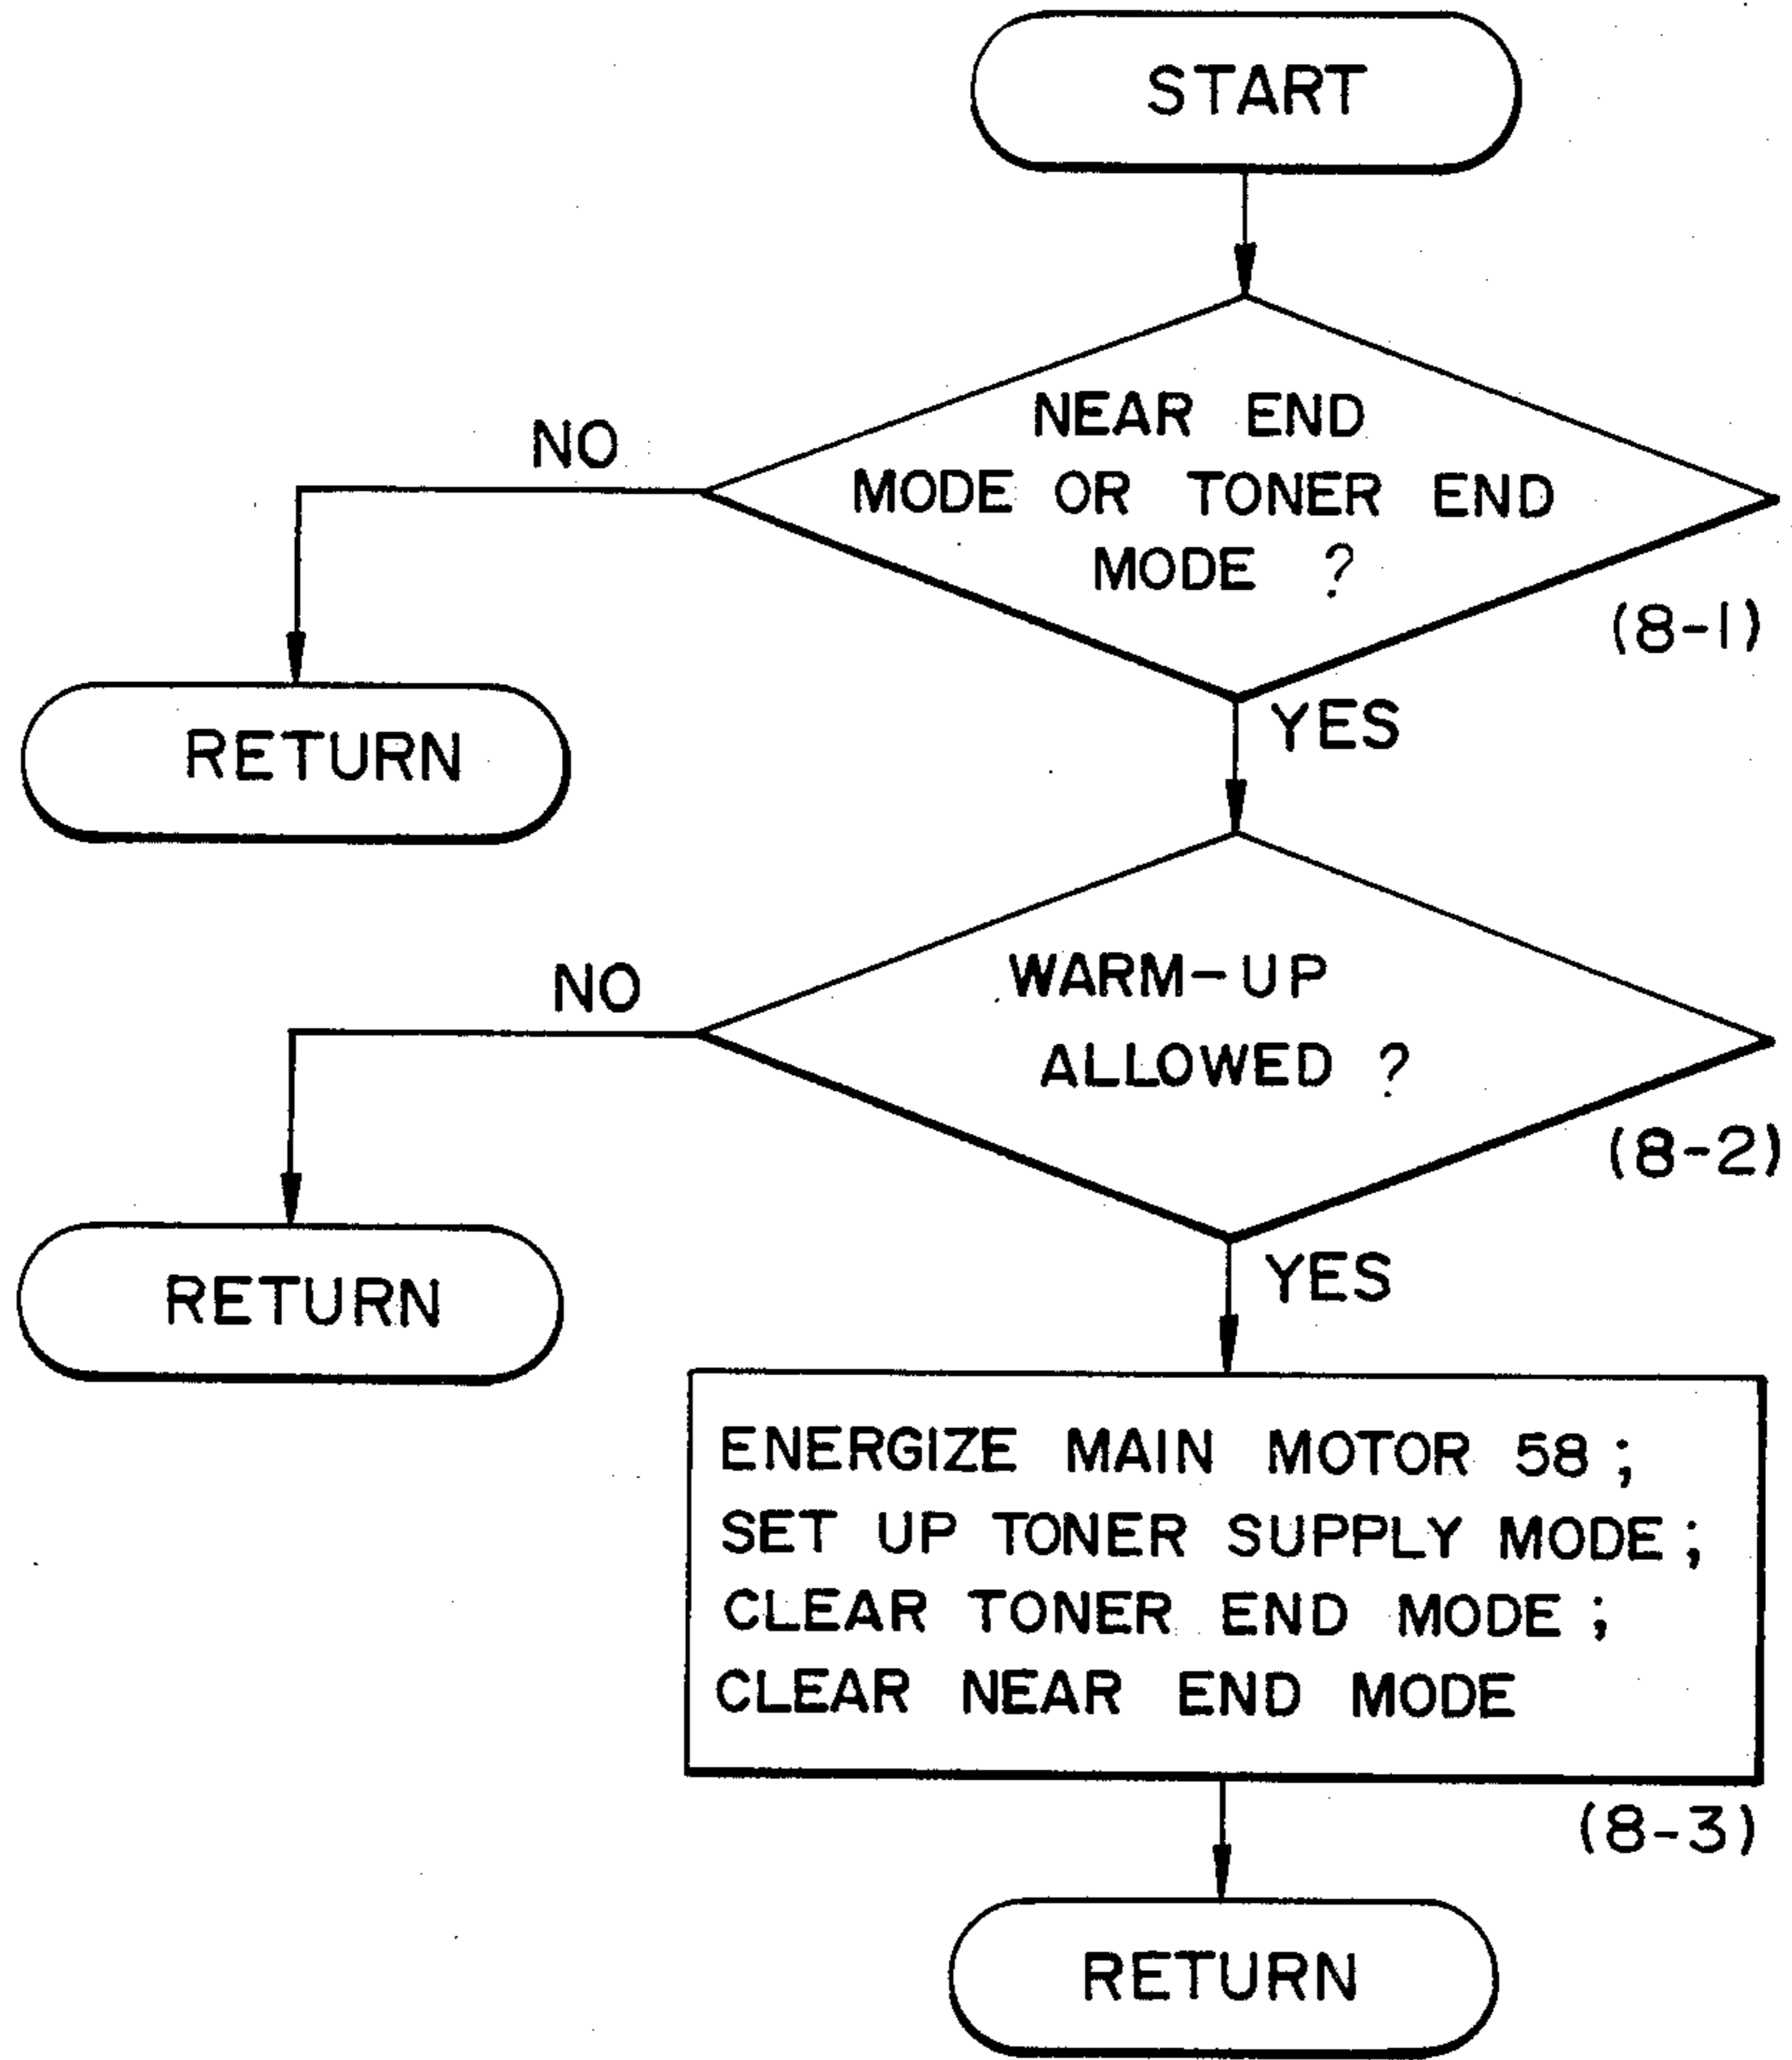 START
NEAR END
MODE OR TONER END
MODE ?
(8-1)
NO
RETURN
YES
WARM-UP
ALLOWED ?
(8-2)
NO
RETURN
YES
ENERGIZE MAIN MOTOR 58 ;
SET UP TONER SUPPLY MODE ;
CLEAR TONER END MODE ;
CLEAR NEAR END MODE
(8-3)
RETURN